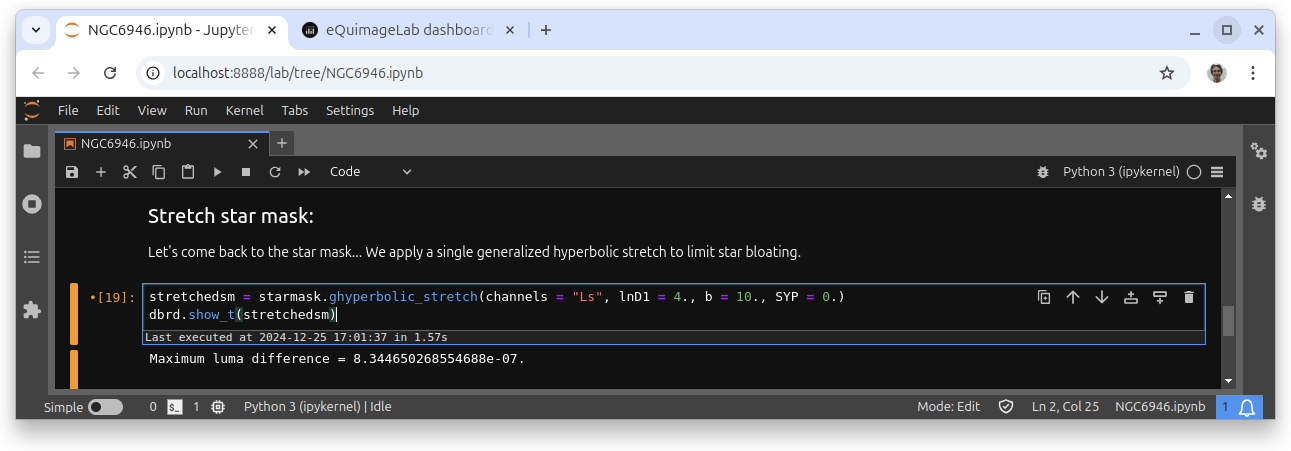 NGC6946.ipynb - Jupyter
eQuimageLab dashboard
localhost:8888/lab/tree/NGC6946.ipynb
File Edit View Run Kernel Tabs Settings Help
NGC6946.ipynb
Code
Python 3 (ipykernel)
Stretch star mask:
Let's come back to the star mask... We apply a single generalized hyperbolic stretch to limit star bloating.
•[19]: stretchedsm = starmask.ghyperbolic_stretch(channels = "Ls", lnD1 = 4., b = 10., SYP = 0.)
dbrd.show_t(stretchedsm)
Last executed at 2024-12-25 17:01:37 in 1.57s
Maximum luma difference = 8.344650268554688e-07.
Simple 0 $_ 1 Python 3 (ipykernel) | Idle Mode: Edit Ln 2, Col 25 NGC6946.ipynb 1